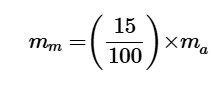 m_m = (15/100) × m_a